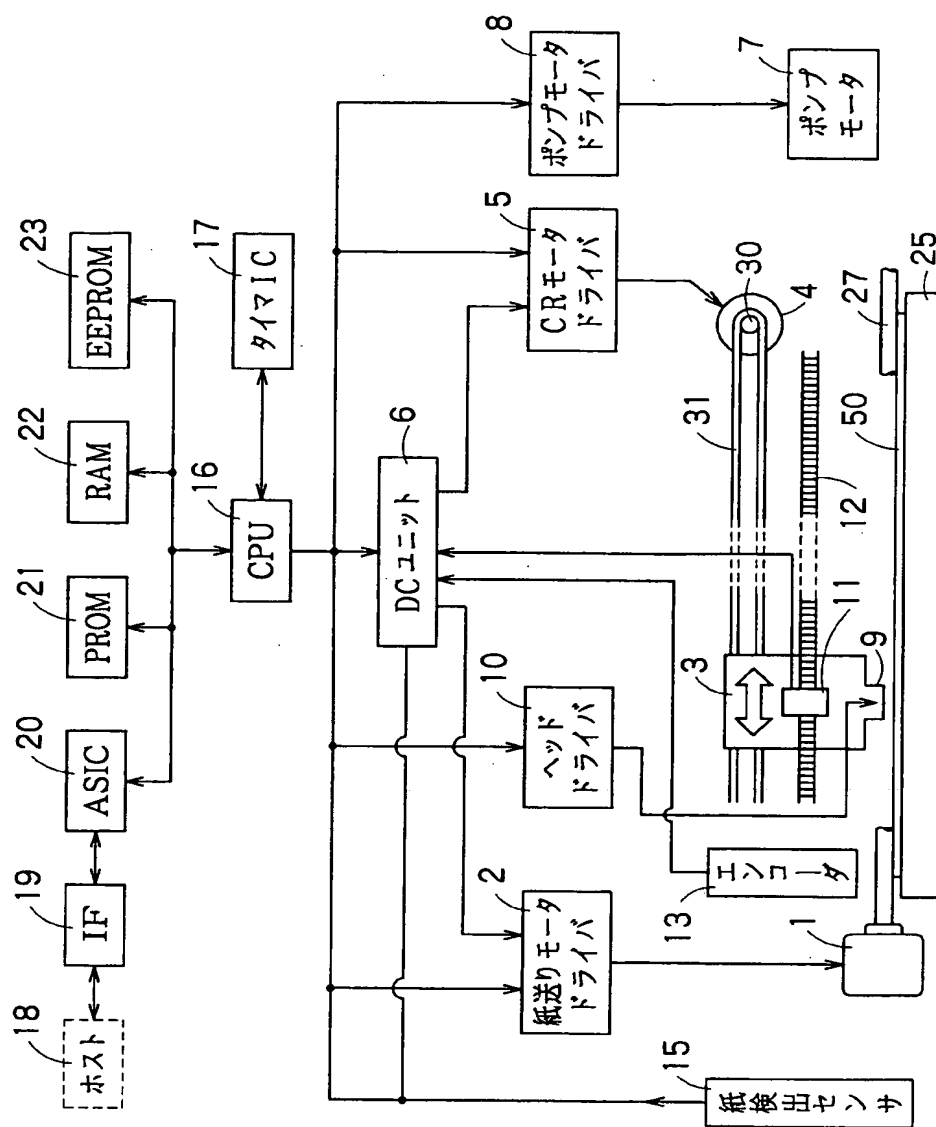 18
ホスト
19
IF
20
ASIC
21
PROM
22
RAM
23
EEPROM
16
CPU
17
タイマIC
6
DCユニット
2
紙送りモータ
ドライバ
10
ヘッド
ドライバ
5
CRモータ
ドライバ
8
ポンプモータ
ドライバ
7
ポンプ
モータ
15
紙検出センサ
13
エンコーダ
1
3
11
9
31
12
30
4
27
50
25